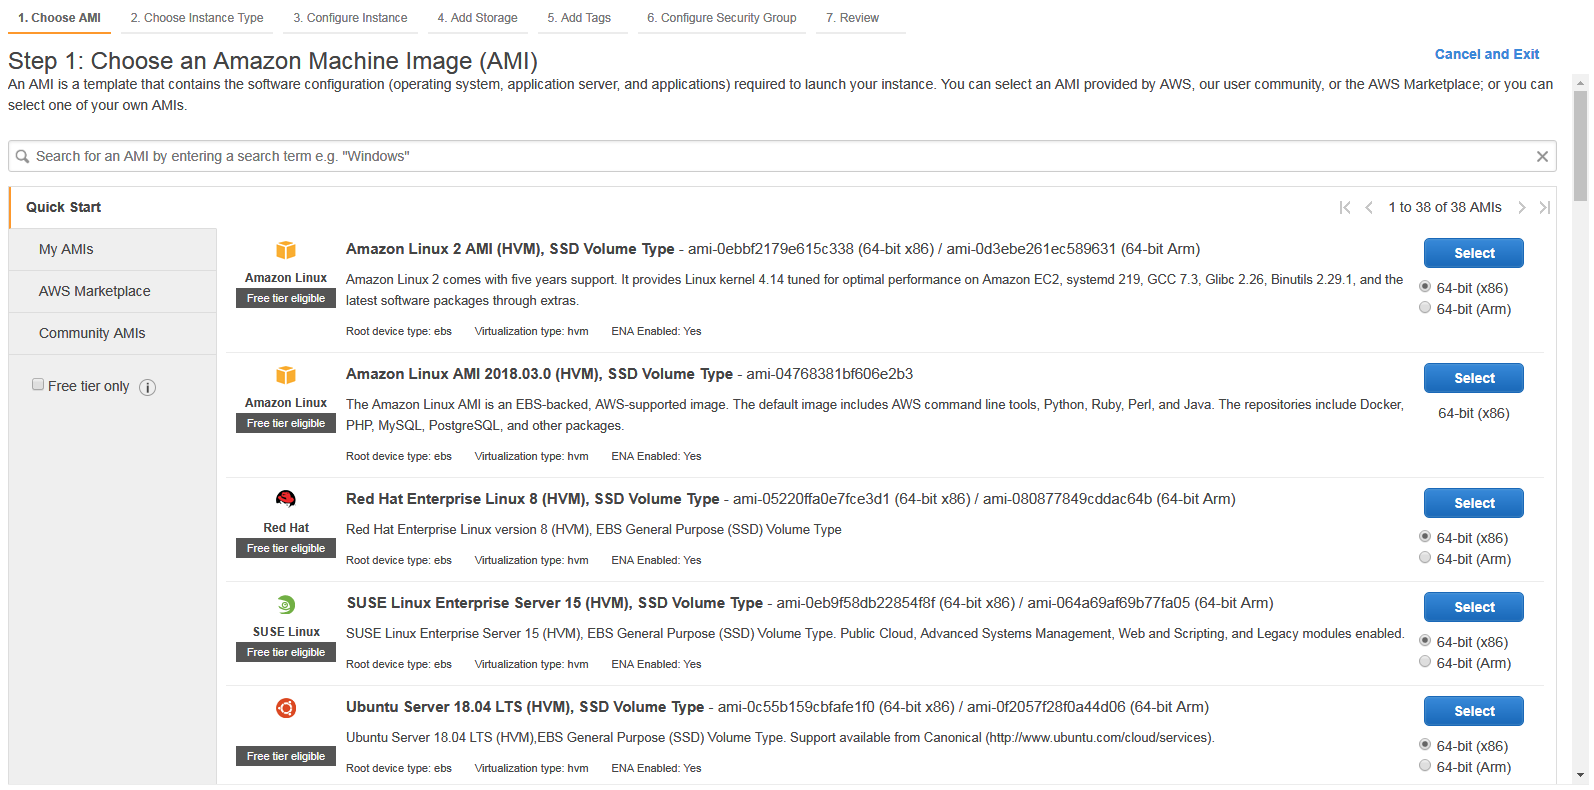 1. Choose AMI 2. Choose Instance Type 3. Configure Instance 4. Add Storage 5. Add Tags 6. Configure Security Group 7. Review
Step 1: Choose an Amazon Machine Image (AMI)
Cancel and Exit
An AMI is a template that contains the software configuration (operating system, application server, and applications) required to launch your instance. You can select an AMI provided by AWS, our user community, or the AWS Marketplace; or you can
select one of your own AMIs.
Search for an AMI by entering a search term e.g. "Windows"
Quick Start
1 to 38 of 38 AMIs
My AMIs
AWS Marketplace
Community AMIs
Free tier only
Amazon Linux
Free tier eligible
Amazon Linux 2 AMI (HVM), SSD Volume Type - ami-0ebbf2179e615c338 (64-bit x86) / ami-0d3ebe261ec589631 (64-bit Arm)
Amazon Linux 2 comes with five years support. It provides Linux kernel 4.14 tuned for optimal performance on Amazon EC2, systemd 219, GCC 7.3, Glibc 2.26, Binutils 2.29.1, and the
latest software packages through extras.
Root device type: ebs Virtualization type: hvm ENA Enabled: Yes
Select
64-bit (x86)
64-bit (Arm)
Amazon Linux
Free tier eligible
Amazon Linux AMI 2018.03.0 (HVM), SSD Volume Type - ami-04768381bf606e2b3
The Amazon Linux AMI is an EBS-backed, AWS-supported image. The default image includes AWS command line tools, Python, Ruby, Perl, and Java. The repositories include Docker,
PHP, MySQL, PostgreSQL, and other packages.
Root device type: ebs Virtualization type: hvm ENA Enabled: Yes
Select
64-bit (x86)
Red Hat
Free tier eligible
Red Hat Enterprise Linux 8 (HVM), SSD Volume Type - ami-05220ffa0e7fce3d1 (64-bit x86) / ami-080877849cddac64b (64-bit Arm)
Red Hat Enterprise Linux version 8 (HVM), EBS General Purpose (SSD) Volume Type
Root device type: ebs Virtualization type: hvm ENA Enabled: Yes
Select
64-bit (x86)
64-bit (Arm)
SUSE Linux
Free tier eligible
SUSE Linux Enterprise Server 15 (HVM), SSD Volume Type - ami-0eb9f58db22854f8f (64-bit x86) / ami-064a69af69b77fa05 (64-bit Arm)
SUSE Linux Enterprise Server 15 (HVM), EBS General Purpose (SSD) Volume Type. Public Cloud, Advanced Systems Management, Web and Scripting, and Legacy modules enabled.
Root device type: ebs Virtualization type: hvm ENA Enabled: Yes
Select
64-bit (x86)
64-bit (Arm)
Free tier eligible
Ubuntu Server 18.04 LTS (HVM), SSD Volume Type - ami-0c55b159cbfafe1f0 (64-bit x86) / ami-0f2057f28f0a44d06 (64-bit Arm)
Ubuntu Server 18.04 LTS (HVM),EBS General Purpose (SSD) Volume Type. Support available from Canonical (http://www.ubuntu.com/cloud/services).
Root device type: ebs Virtualization type: hvm ENA Enabled: Yes
Select
64-bit (x86)
64-bit (Arm)